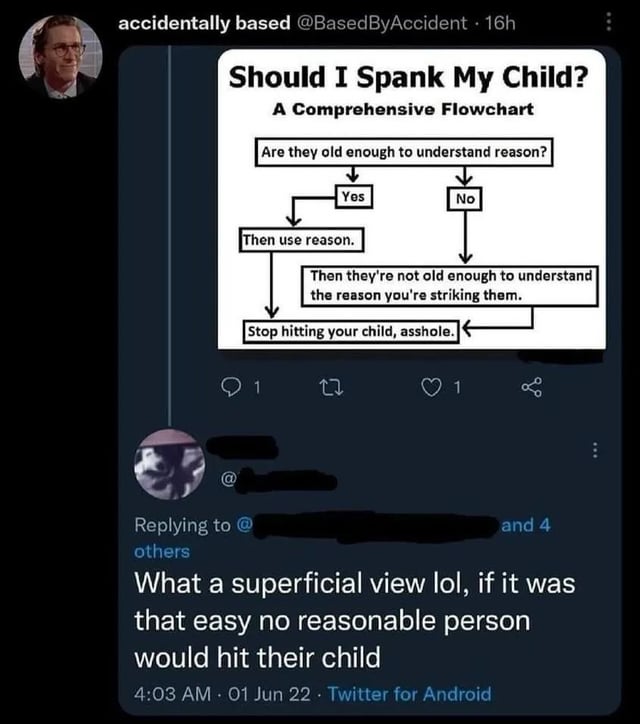 accidentally based @BasedByAccident · 16h
Should I Spank My Child?
A Comprehensive Flowchart
Are they old enough to understand reason?
Yes
No
Then use reason.
Then they're not old enough to understand
the reason you're striking them.
Stop hitting your child, asshole.
1
1
@
Replying to @ and 4
others
What a superficial view lol, if it was
that easy no reasonable person
would hit their child
4:03 AM · 01 Jun 22 · Twitter for Android